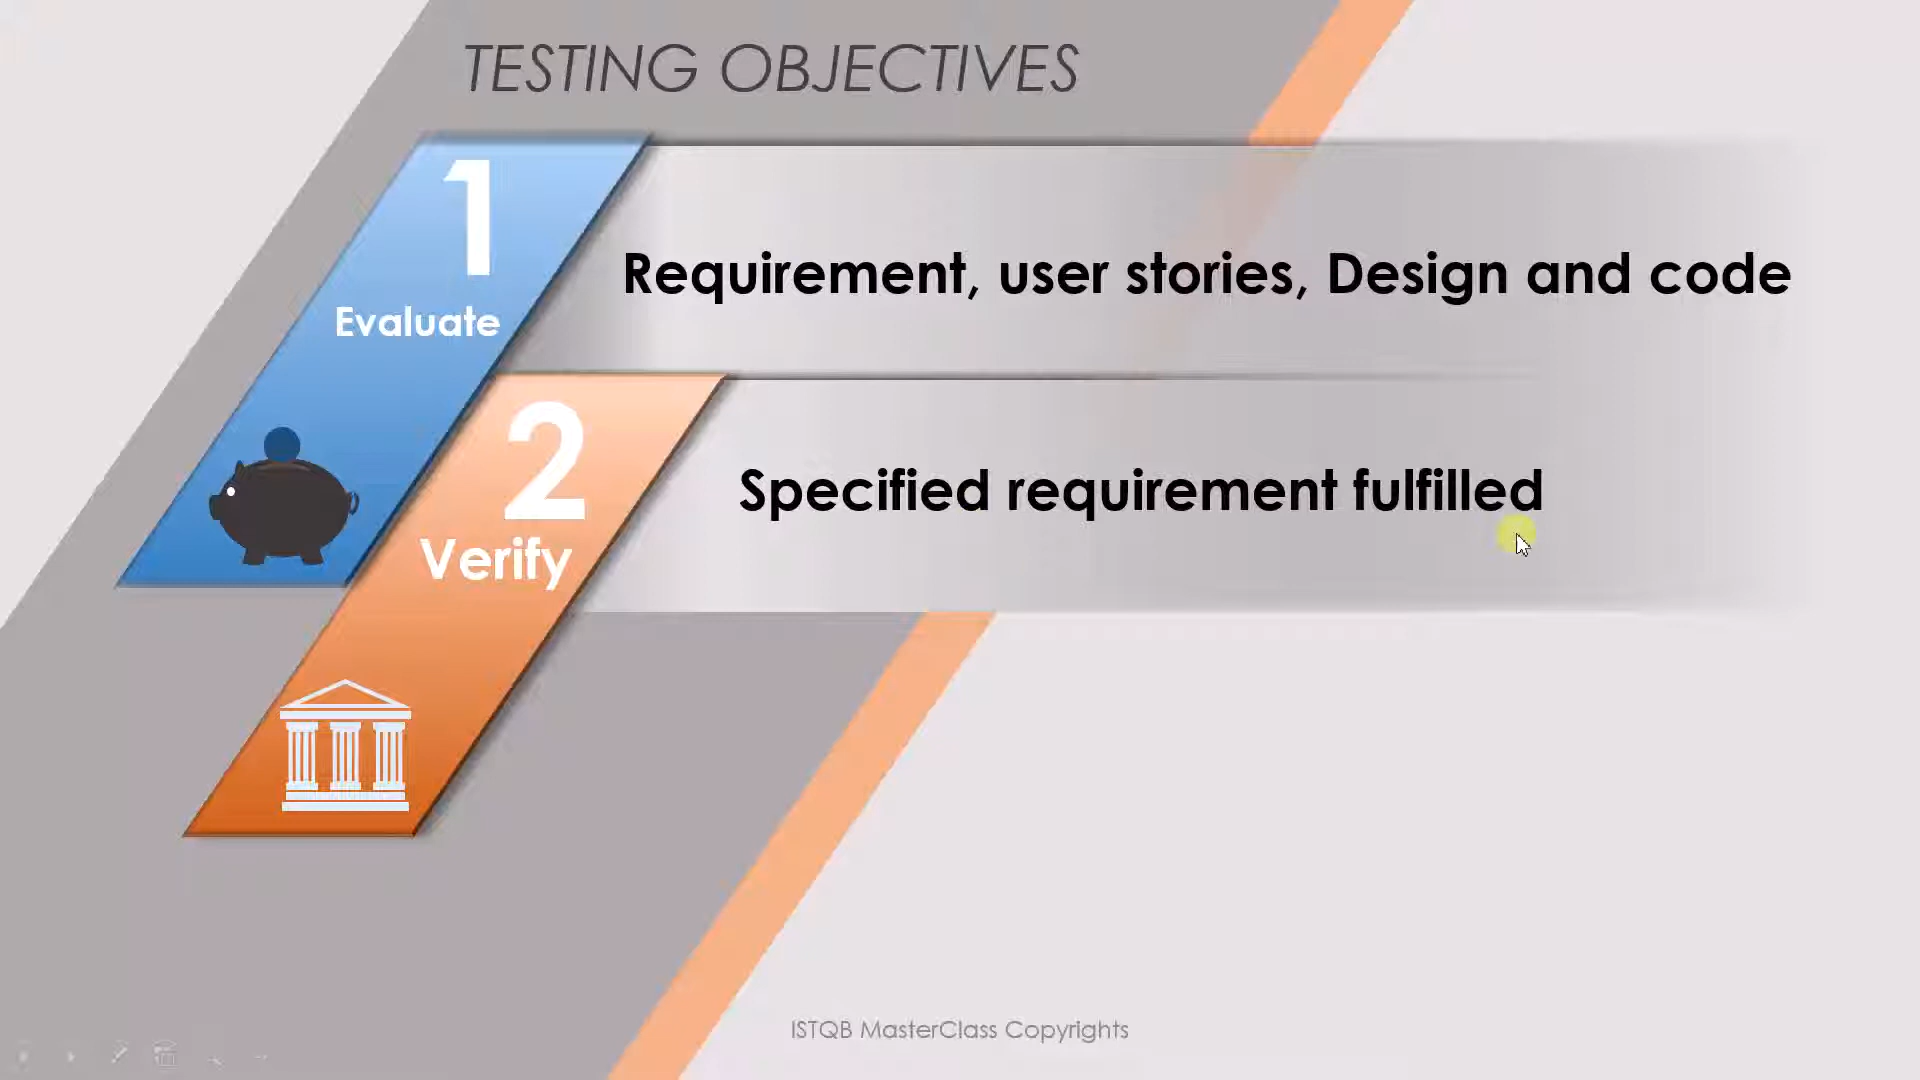 TESTING OBJECTIVES
1
Evaluate
Requirement, user stories, Design and code
2
Verify
Specified requirement fulfilled
ISTQB MasterClass Copyrights